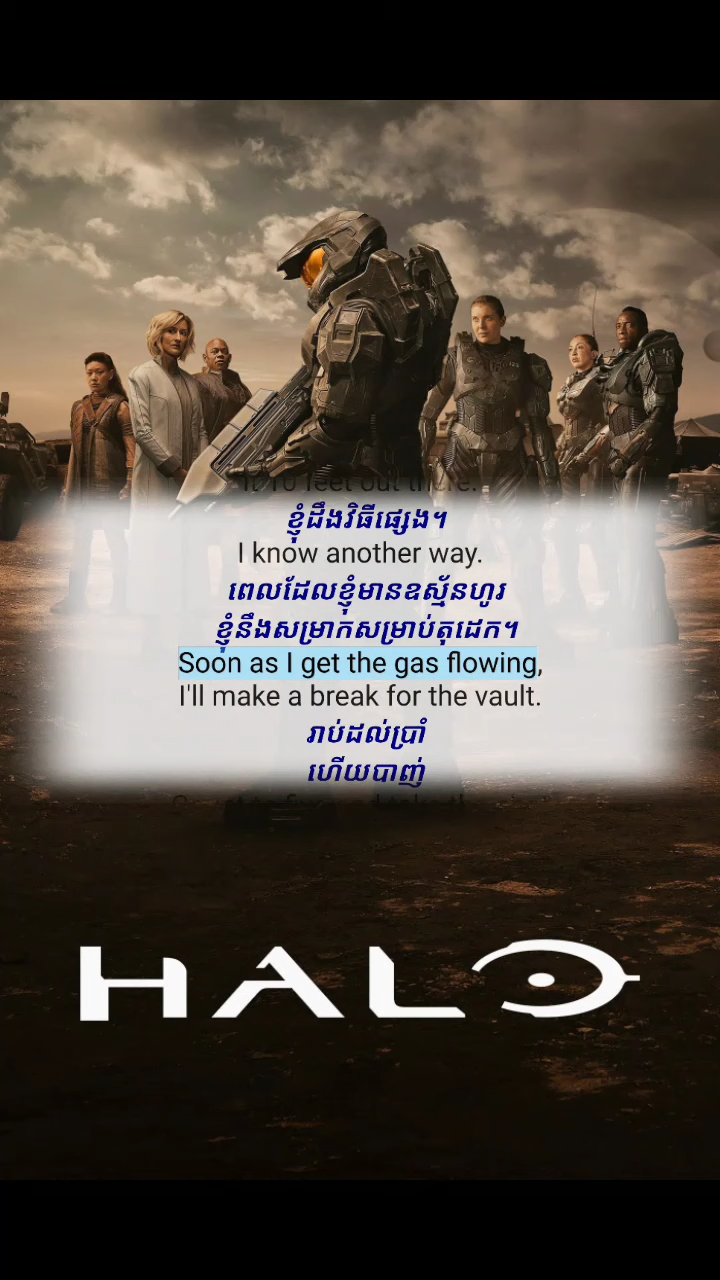 ខ្ញុំដឹងវិធីផ្សេង។
I know another way.
ពេលដែលខ្ញុំមានឧស្ម័នហូរ
ខ្ញុំនឹងសម្រាកសម្រាប់តុដេក។
Soon as I get the gas flowing,
I'll make a break for the vault.
រាប់ដល់ប្រាំ
ហើយបាញ់
HALO